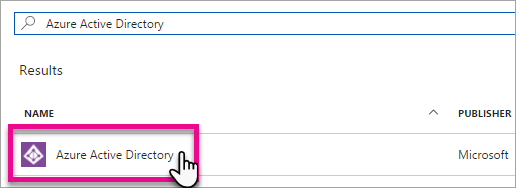 Azure Active Directory
Results
NAME PUBLISHER
Azure Active Directory Microsoft